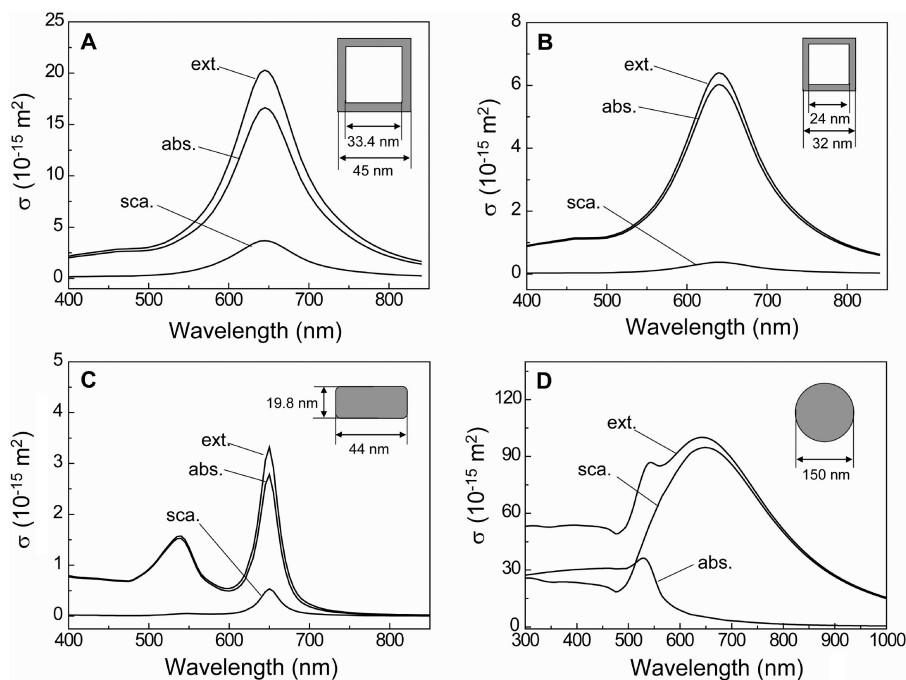 A
σ (10⁻¹⁵ m²)
25
20
15
10
5
0
ext.
abs.
sca.
33.4 nm
45 nm
400 500 600 700 800
Wavelength (nm)
B
σ (10⁻¹⁵ m²)
8
6
4
2
0
ext.
abs.
sca.
24 nm
32 nm
400 500 600 700 800
Wavelength (nm)
C
σ (10⁻¹⁵ m²)
5
4
3
2
1
0
19.8 nm
44 nm
ext.
abs.
sca.
400 500 600 700 800
Wavelength (nm)
D
σ (10⁻¹⁵ m²)
120
90
60
30
0
ext.
sca.
abs.
150 nm
300 400 500 600 700 800 900 1000
Wavelength (nm)